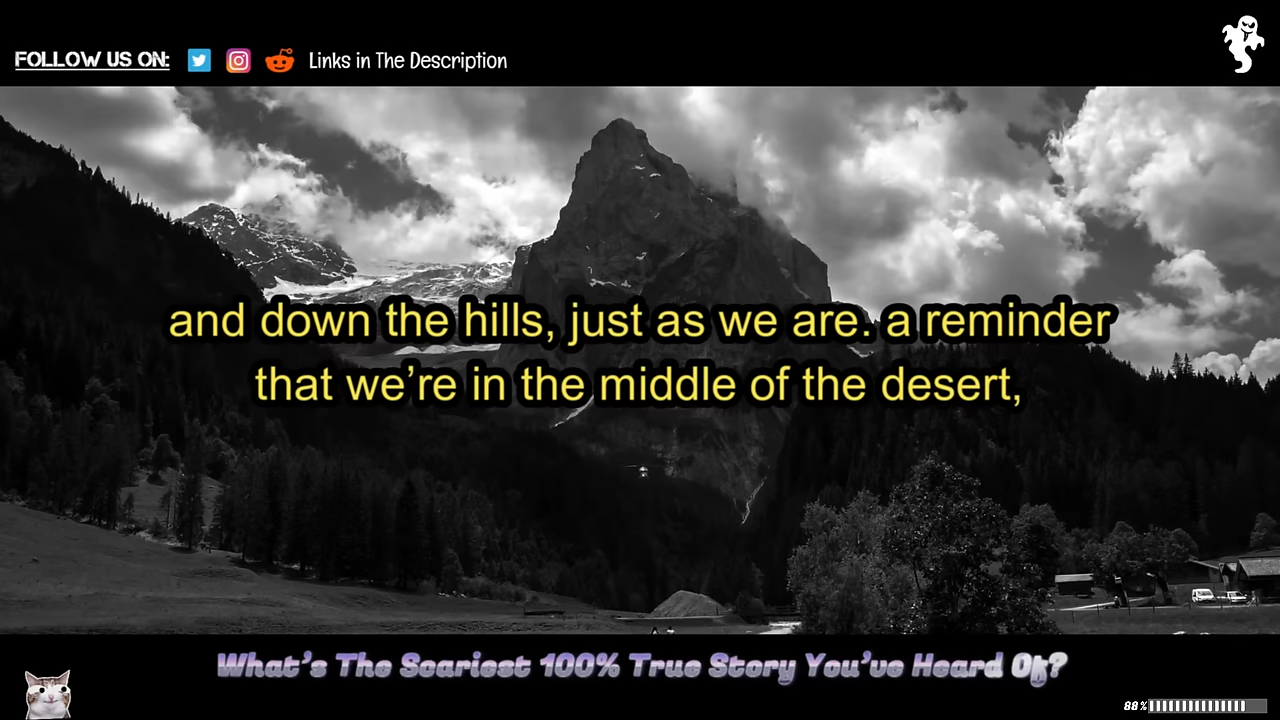 FOLLOW US ON: Links in The Description
and down the hills, just as we are. a reminder
that we’re in the middle of the desert,
What's The Scariest 100% True Story You've Heard Of?
88%